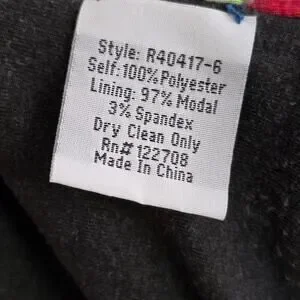 Style: R40417-6
Self: 100% Polyester
Lining: 97% Modal
3% Spandex
Dry Clean Only
Rn# 122708
Made In China